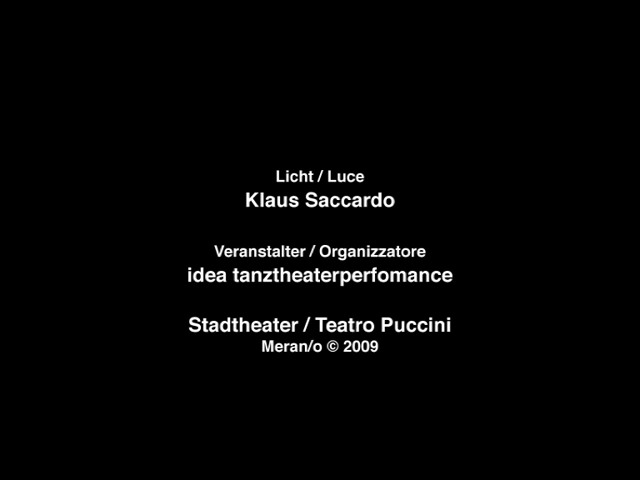 Licht / Luce
Klaus Saccardo
Veranstalter / Organizzatore
idea tanztheaterperfomance
Stadtheater / Teatro Puccini
Meran/o © 2009